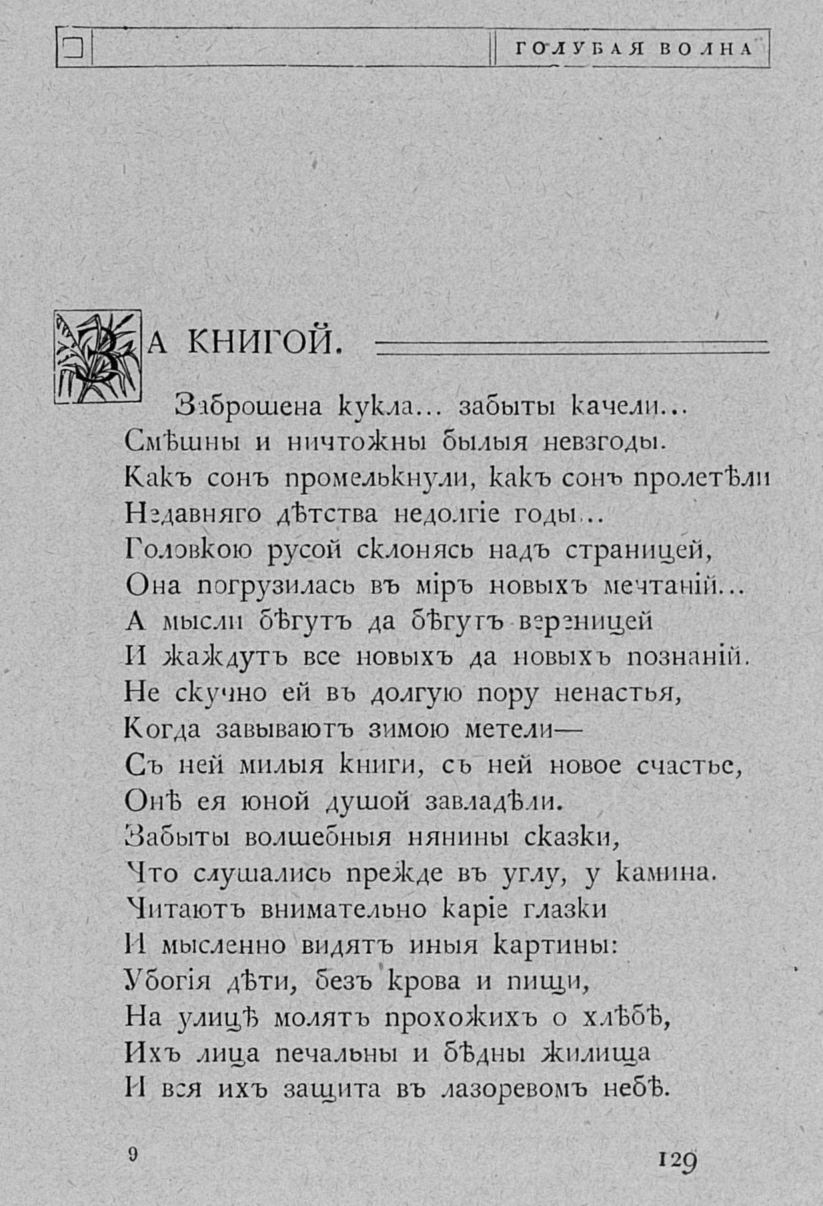 ГОЛУБАЯ ВОЛНА
ЗА КНИГОЙ.
Заброшена кукла... забыты качели...
Смѣшны и ничтожны былыя невзгоды.
Какъ сонъ промелькнули, какъ сонъ пролетѣли
Недавняго дѣтства недолгіе годы...
Головкою русой склонясь надъ страницей,
Она погрузилась въ міръ новыхъ мечтаній...
А мысли бѣгутъ да бѣгутъ вереницей
И жаждутъ все новыхъ да новыхъ познаній.
Не скучно ей въ долгую пору ненастья,
Когда завываютъ зимою метели—
Съ ней милыя книги, съ ней новое счастье,
Онѣ ея юной душой завладѣли.
Забыты волшебныя нянины сказки,
Что слушались прежде въ углу, у камина.
Читаютъ внимательно каріе глазки
И мысленно видятъ иныя картины:
Убогія дѣти, безъ крова и пищи,
На улицѣ молятъ прохожихъ о хлѣбѣ,
Ихъ лица печальны и бѣдны жилища
И вся ихъ защита въ лазоревомъ небѣ.
9 129